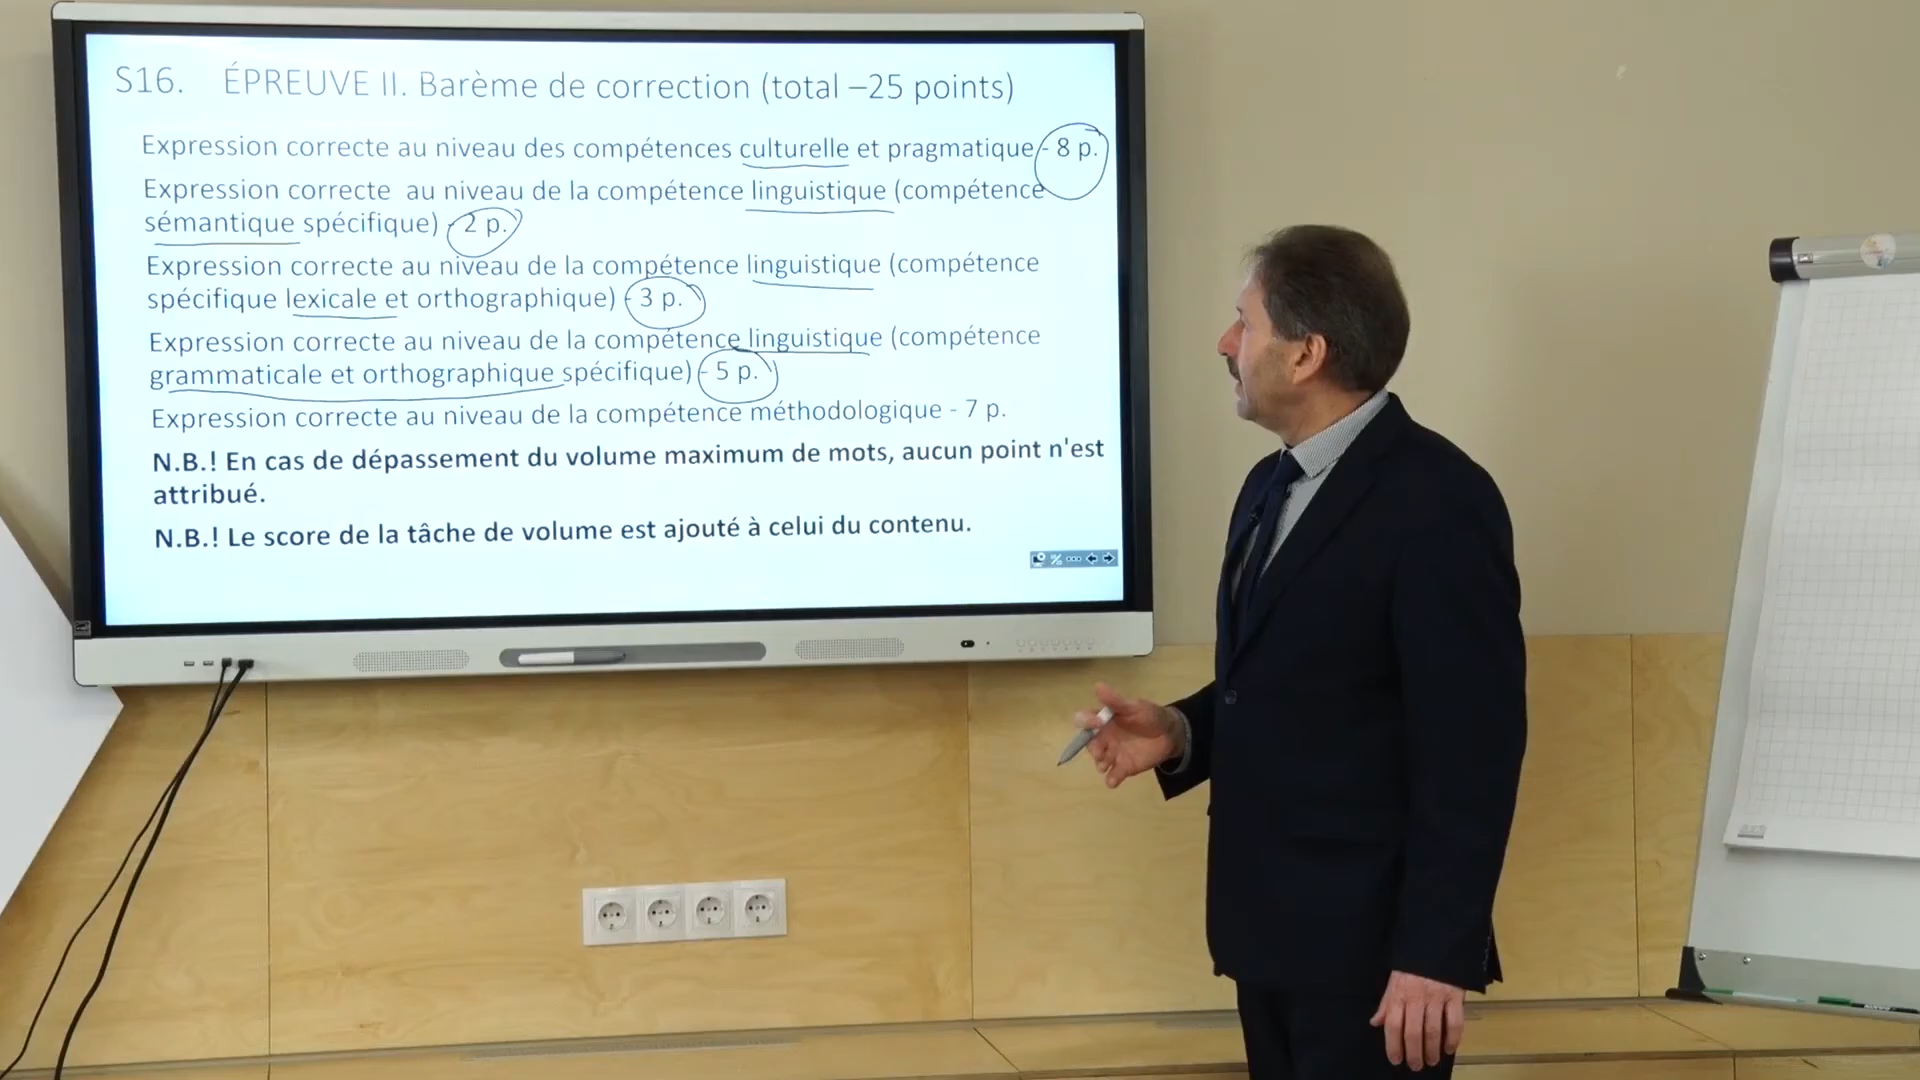 S16. ÉPREUVE II. Barème de correction (total –25 points)
Expression correcte au niveau des compétences culturelle et pragmatique - 8 p.
Expression correcte au niveau de la compétence linguistique (compétence
sémantique spécifique) - 2 p.
Expression correcte au niveau de la compétence linguistique (compétence
spécifique lexicale et orthographique) - 3 p.
Expression correcte au niveau de la compétence linguistique (compétence
grammaticale et orthographique spécifique) - 5 p.
Expression correcte au niveau de la compétence méthodologique - 7 p.
N.B.! En cas de dépassement du volume maximum de mots, aucun point n'est
attribué.
N.B.! Le score de la tâche de volume est ajouté à celui du contenu.